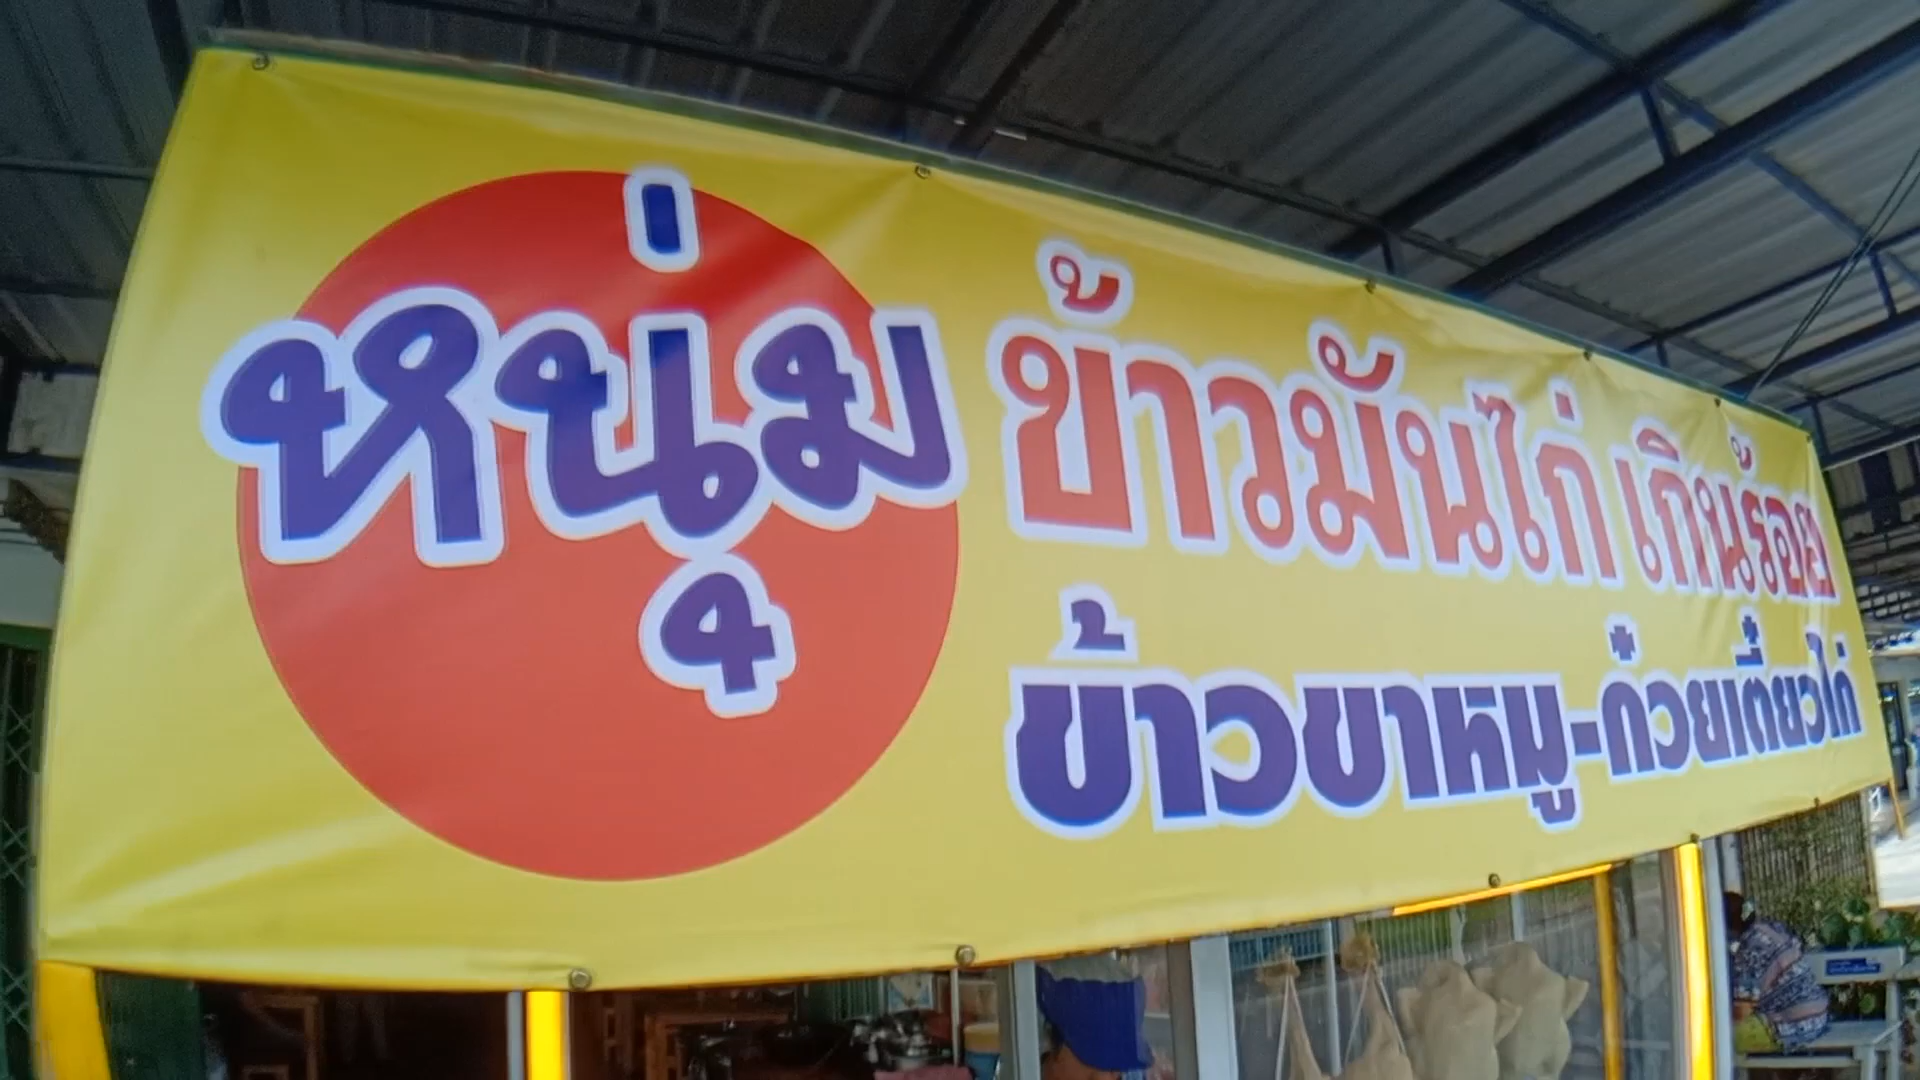 หนุ่ม
ข้าวมันไก่ เกินร้อย
ข้าวขาหมู-ก๋วยเตี๋ยวไก่